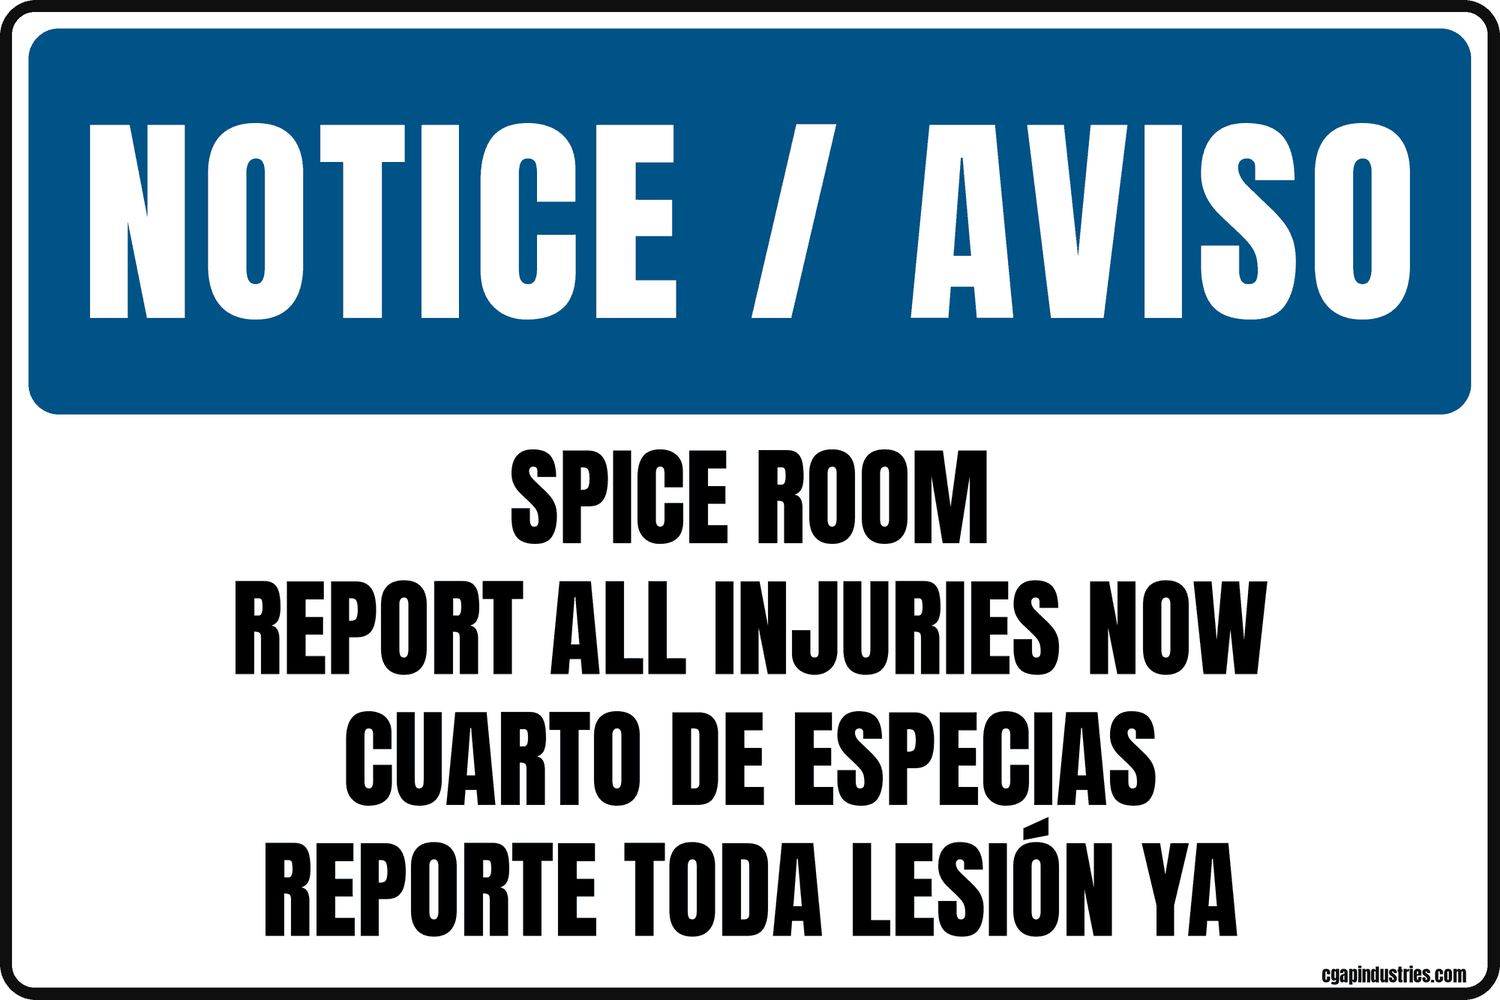 NOTICE / AVISO
SPICE ROOM
REPORT ALL INJURIES NOW
CUARTO DE ESPECIAS
REPORTE TODA LESIÓN YA
cgapindustries.com